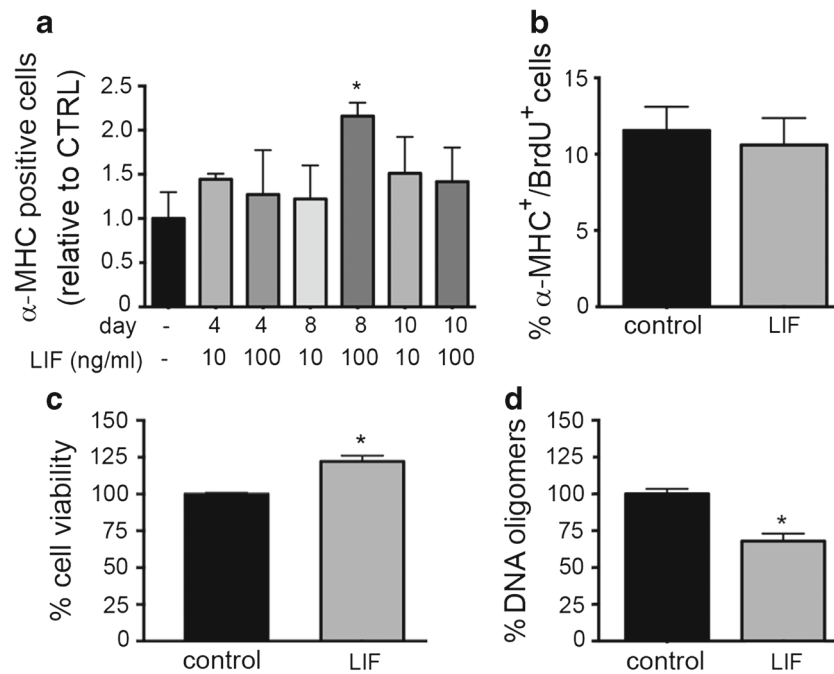 a
α-MHC positive cells
(relative to CTRL)
2.5
2.0
1.5
1.0
0.5
0
*
day - 4 4 8 8 10 10
LIF (ng/ml) - 10 100 10 100 10 100
b
% α-MHC⁺/BrdU⁺ cells
15
10
5
0
control LIF
c
% cell viability
150
125
100
75
50
25
0
*
control LIF
d
% DNA oligomers
150
125
100
75
50
25
0
*
control LIF